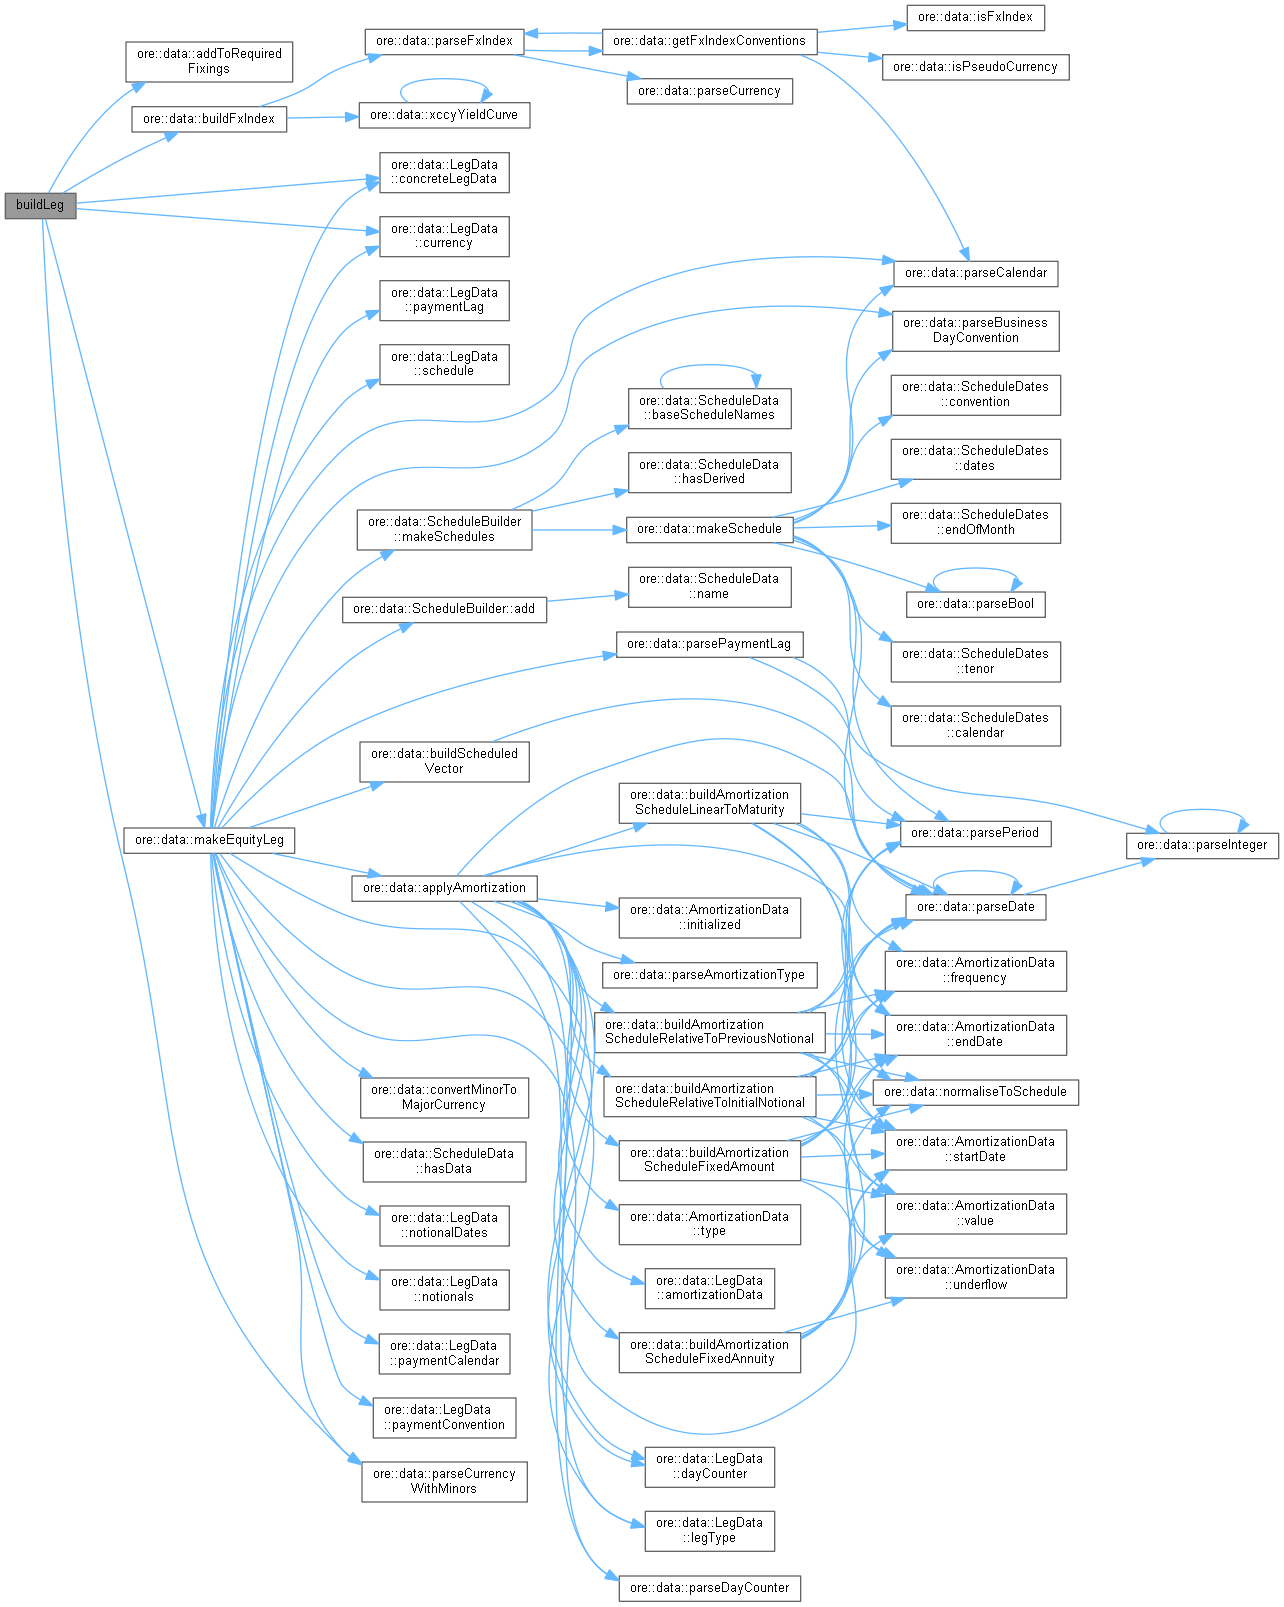 buildLeg
ore::data::addToRequired
Fixings
ore::data::buildFxIndex
ore::data::makeEquityLeg
ore::data::parseFxIndex
ore::data::xccyYieldCurve
ore::data::LegData
::concreteLegData
ore::data::LegData
::currency
ore::data::LegData
::paymentLag
ore::data::LegData
::schedule
ore::data::ScheduleBuilder
::makeSchedules
ore::data::ScheduleBuilder::add
ore::data::buildScheduled
Vector
ore::data::applyAmortization
ore::data::convertMinorTo
MajorCurrency
ore::data::ScheduleData
::hasData
ore::data::LegData
::notionalDates
ore::data::LegData
::notionals
ore::data::LegData
::paymentCalendar
ore::data::LegData
::paymentConvention
ore::data::parseCurrency
WithMinors
ore::data::getFxIndexConventions
ore::data::parseCurrency
ore::data::ScheduleData
::baseScheduleNames
ore::data::ScheduleData
::hasDerived
ore::data::makeSchedule
ore::data::ScheduleData
::name
ore::data::parsePaymentLag
ore::data::buildAmortization
ScheduleLinearToMaturity
ore::data::AmortizationData
::initialized
ore::data::parseAmortizationType
ore::data::buildAmortization
ScheduleRelativeToPreviousNotional
ore::data::buildAmortization
ScheduleRelativeToInitialNotional
ore::data::buildAmortization
ScheduleFixedAmount
ore::data::AmortizationData
::type
ore::data::LegData
::amortizationData
ore::data::buildAmortization
ScheduleFixedAnnuity
ore::data::LegData
::dayCounter
ore::data::LegData
::legType
ore::data::parseDayCounter
ore::data::isFxIndex
ore::data::isPseudoCurrency
ore::data::parseCalendar
ore::data::parseBusiness
DayConvention
ore::data::ScheduleDates
::convention
ore::data::ScheduleDates
::dates
ore::data::ScheduleDates
::endOfMonth
ore::data::parseBool
ore::data::ScheduleDates
::tenor
ore::data::ScheduleDates
::calendar
ore::data::parsePeriod
ore::data::parseDate
ore::data::AmortizationData
::frequency
ore::data::AmortizationData
::endDate
ore::data::normaliseToSchedule
ore::data::AmortizationData
::startDate
ore::data::AmortizationData
::value
ore::data::AmortizationData
::underflow
ore::data::parseInteger